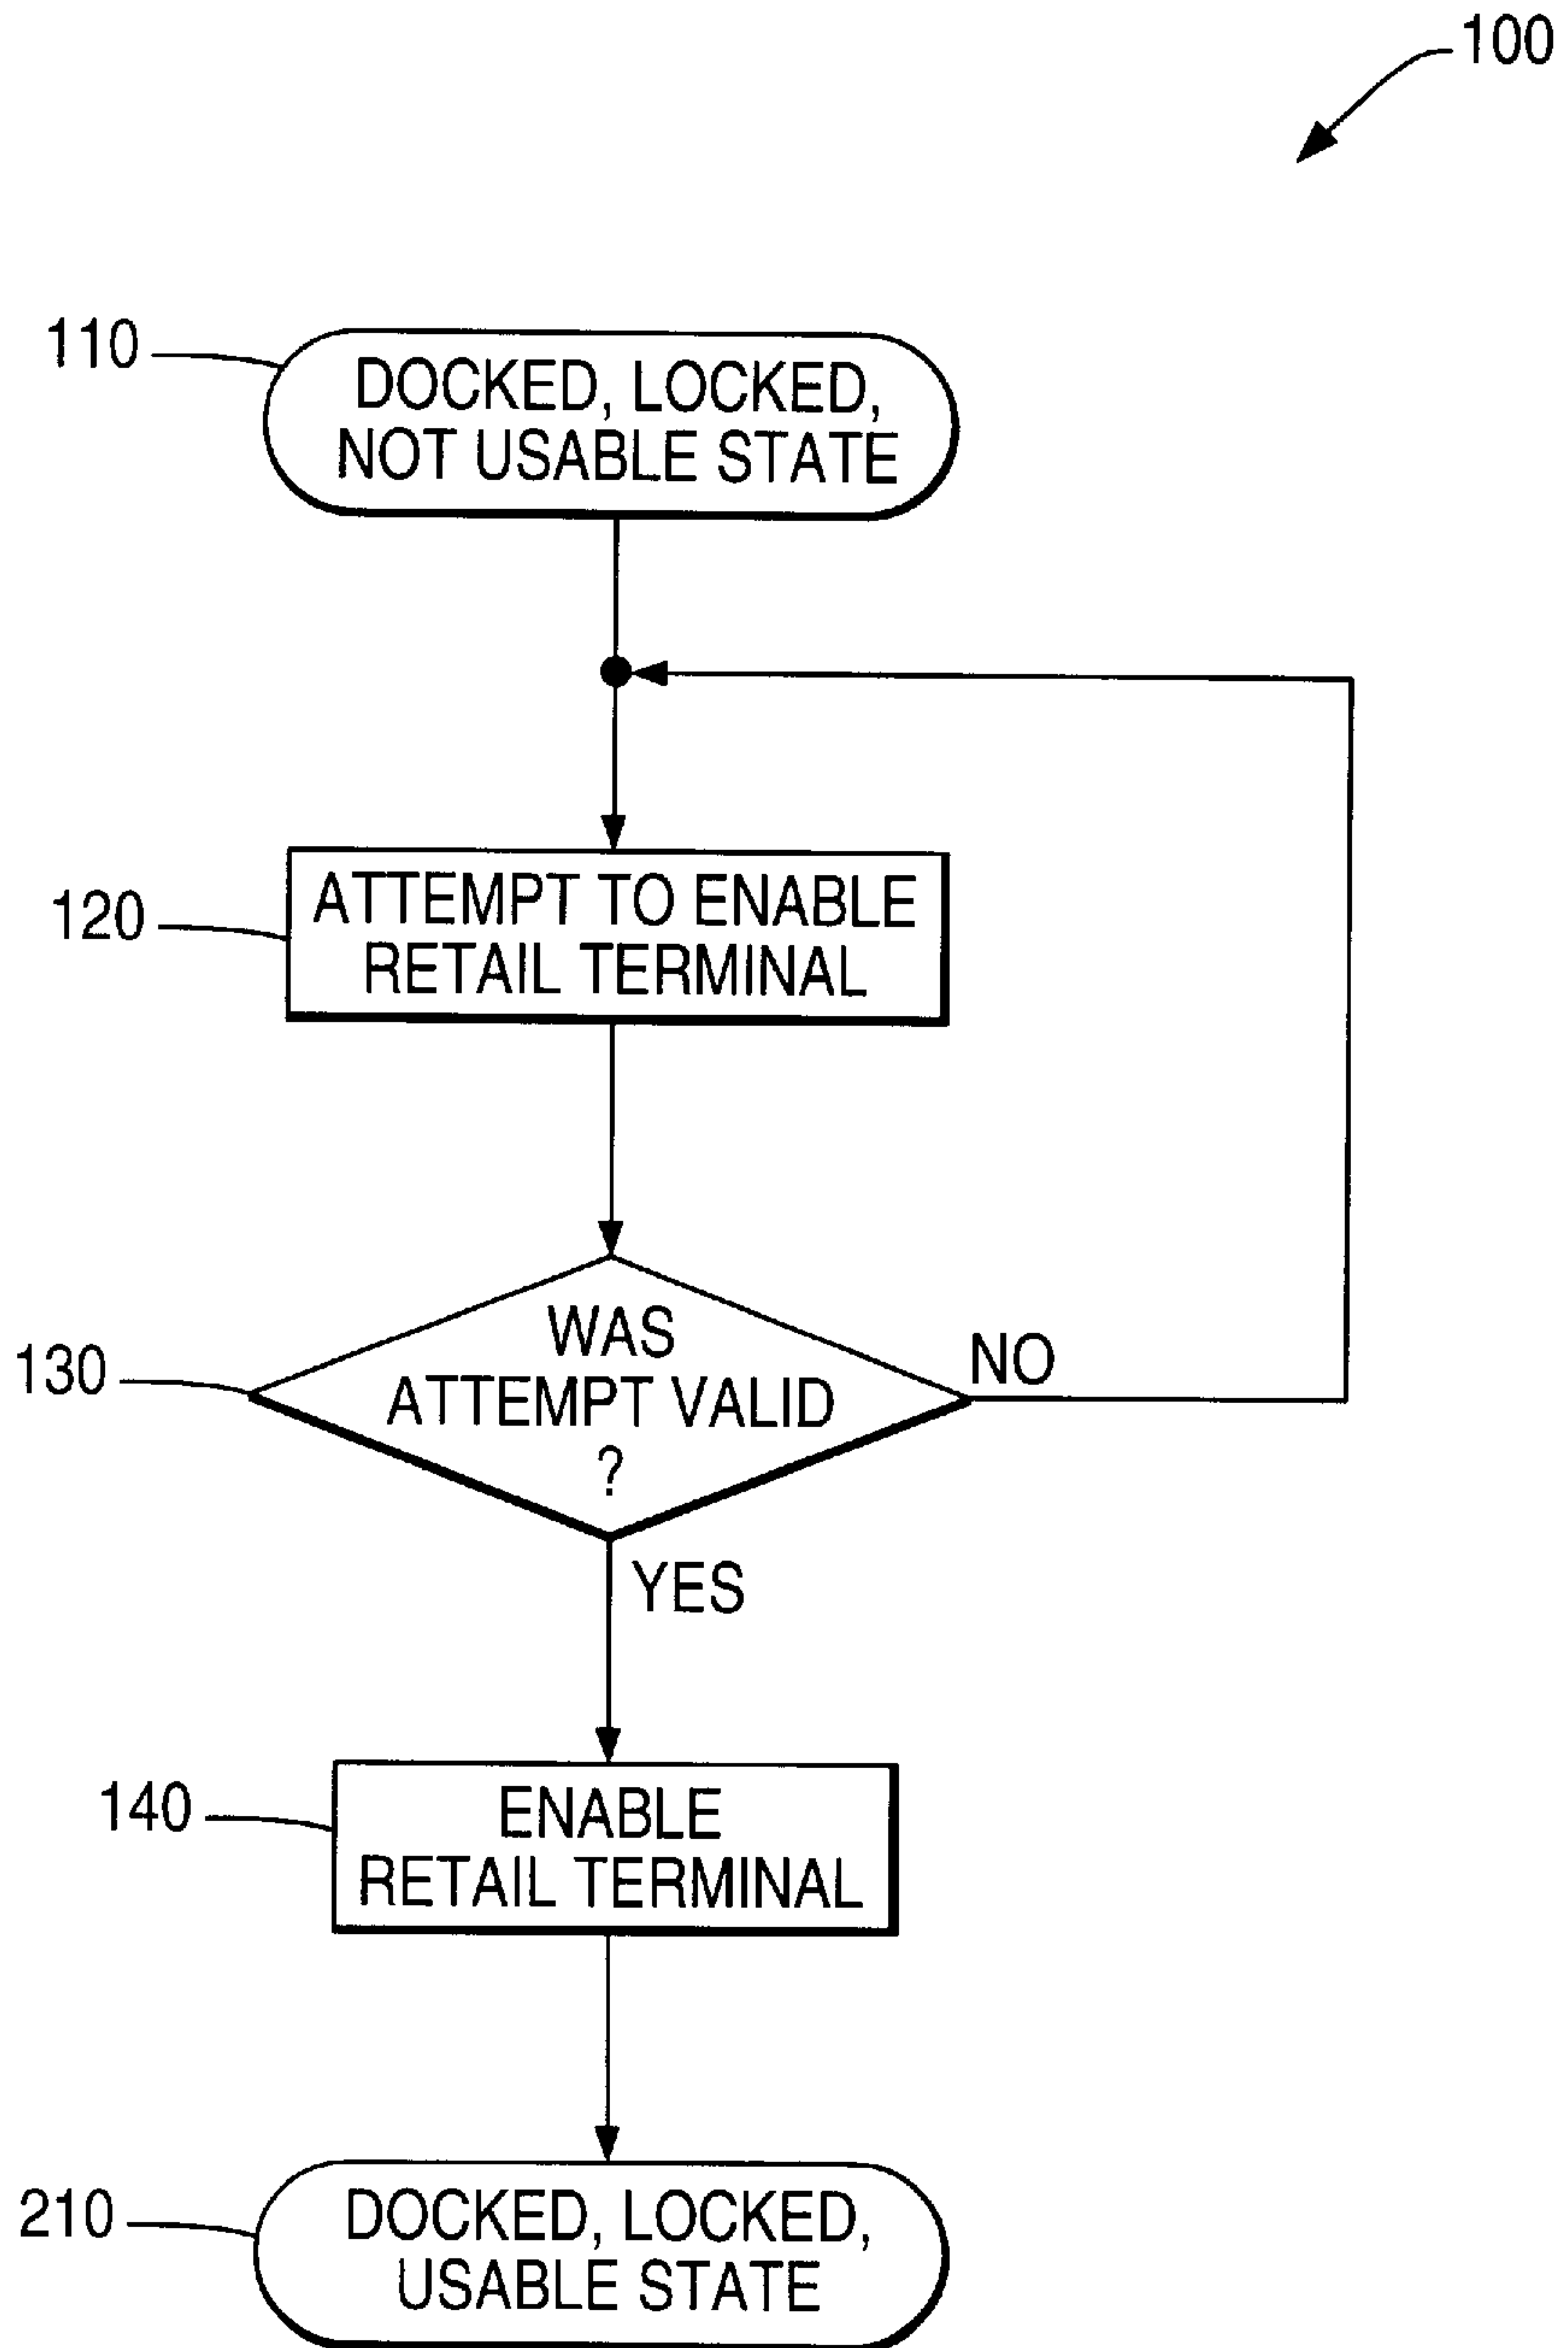 100
110
DOCKED, LOCKED,
NOT USABLE STATE
120
ATTEMPT TO ENABLE
RETAIL TERMINAL
130
WAS
ATTEMPT VALID
?
NO
YES
140
ENABLE
RETAIL TERMINAL
210
DOCKED, LOCKED,
USABLE STATE